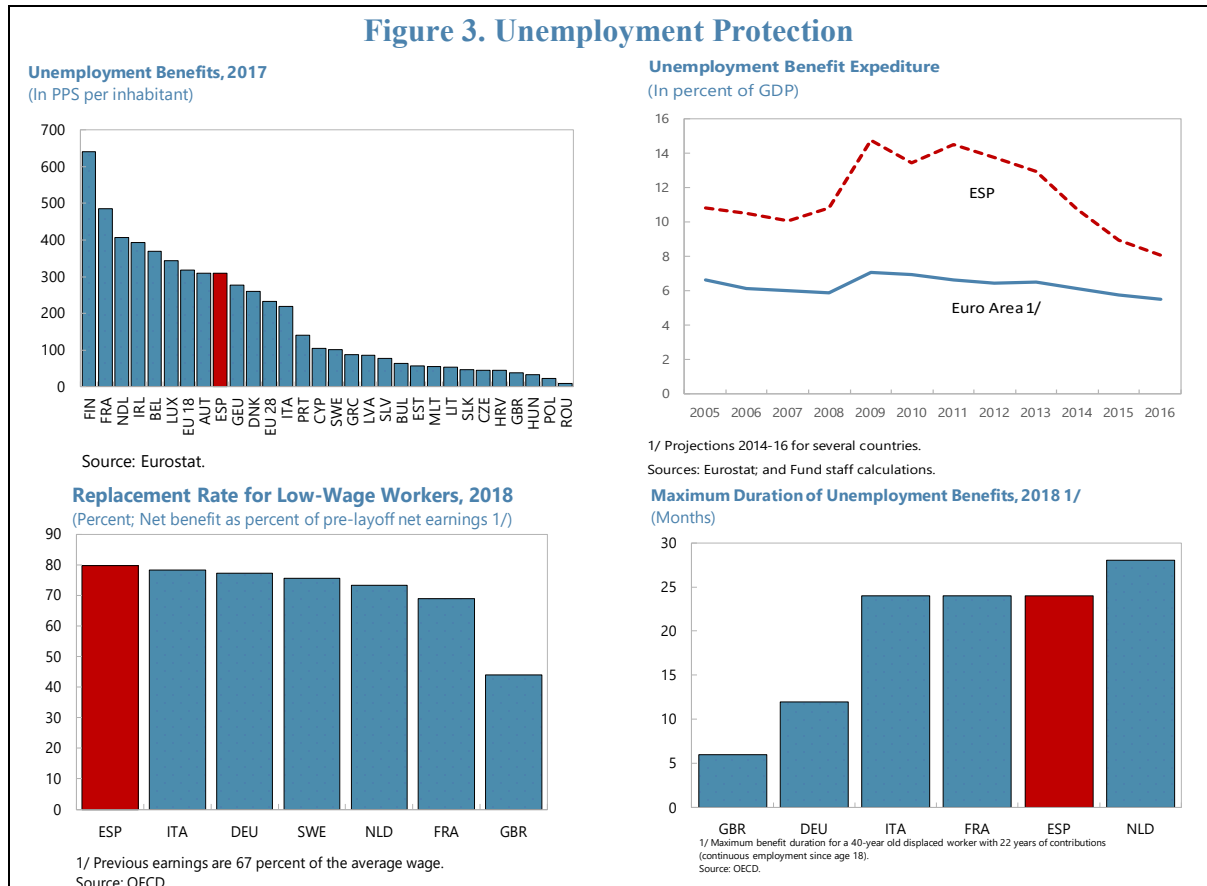 Figure 3. Unemployment Protection
Unemployment Benefits, 2017
(In PPS per inhabitant)
700
600
500
400
300
200
100
0
FIN FRA NDL IRL BEL LUX EU 18 AUT ESP GEU DNK EU 28 ITA PRT CYP SWE GRC LVA SLV BUL EST MLT LIT SLK CZE HRV GBR HUN POL ROU
Source: Eurostat.
Unemployment Benefit Expenditure
(In percent of GDP)
16
14
12
10
8
6
4
2
0
ESP
Euro Area 1/
2005 2006 2007 2008 2009 2010 2011 2012 2013 2014 2015 2016
1/ Projections 2014-16 for several countries.
Sources: Eurostat; and Fund staff calculations.
Replacement Rate for Low-Wage Workers, 2018
(Percent; Net benefit as percent of pre-layoff net earnings 1/)
90
80
70
60
50
40
30
20
10
0
ESP ITA DEU SWE NLD FRA GBR
1/ Previous earnings are 67 percent of the average wage.
Source: OECD
Maximum Duration of Unemployment Benefits, 2018 1/
(Months)
30
25
20
15
10
5
0
GBR DEU ITA FRA ESP NLD
1/ Maximum benefit duration for a 40-year old displaced worker with 22 years of contributions
(continuous employment since age 18).
Source: OECD.